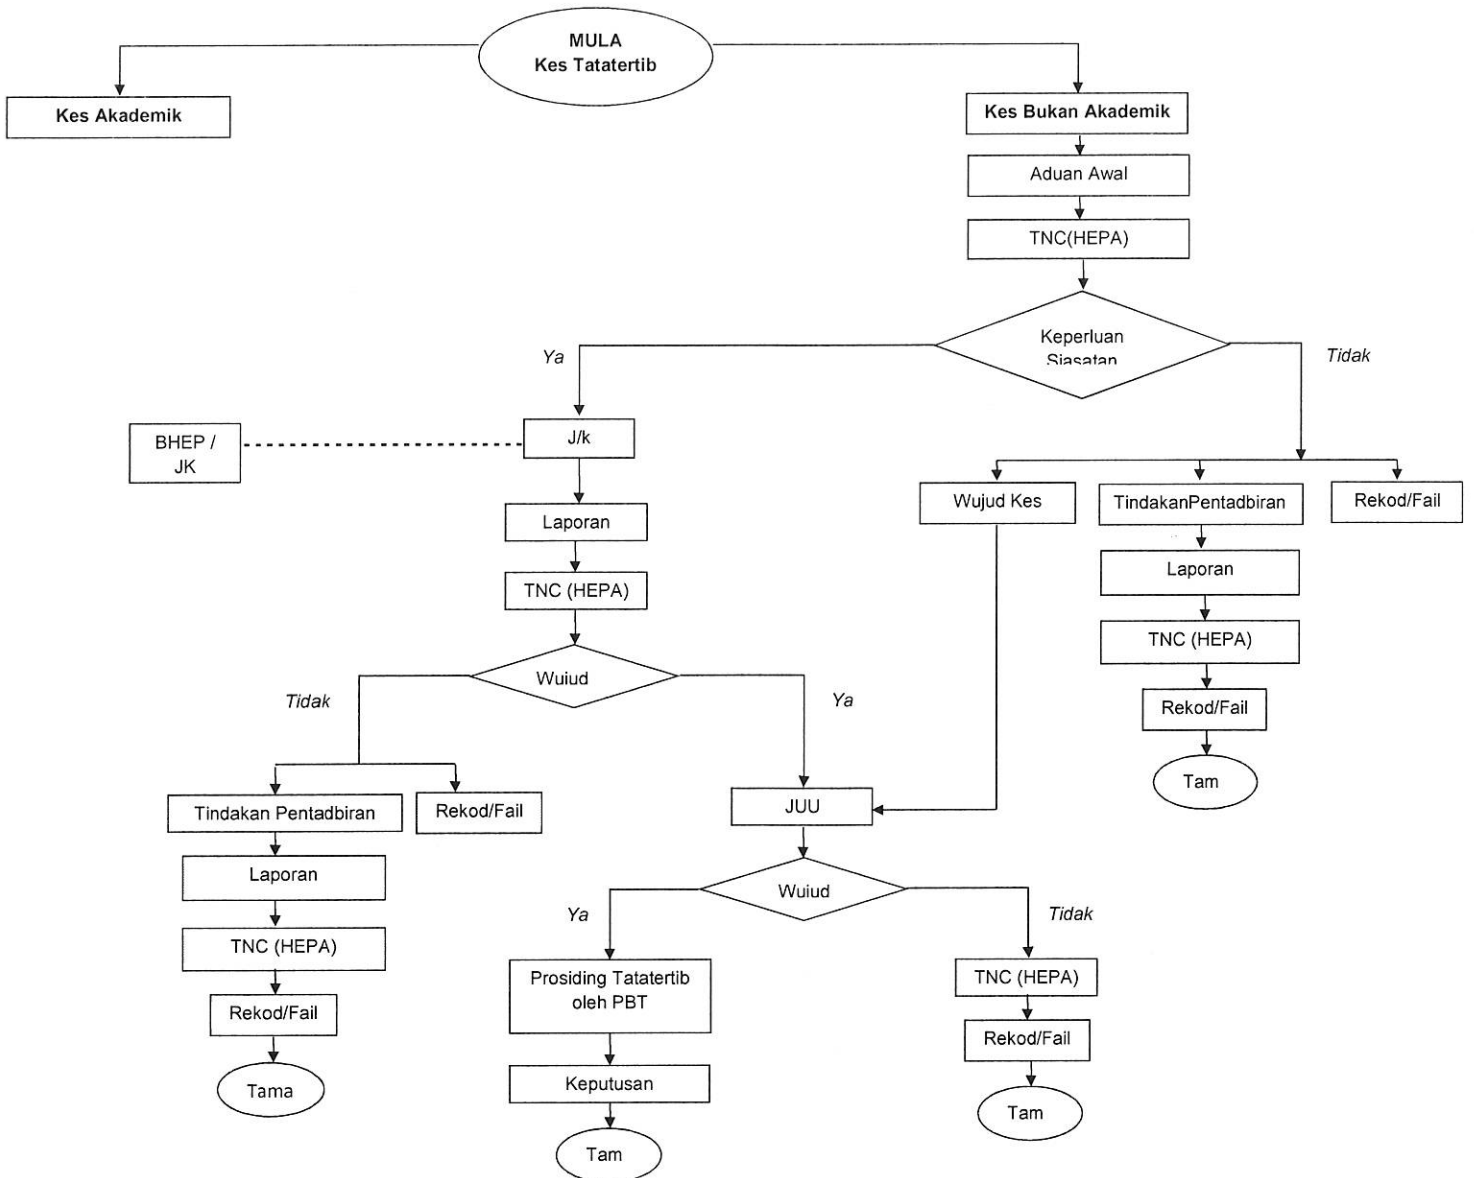 MULA
Kes Tatatertib
Kes Akademik
Kes Bukan Akademik
Aduan Awal
TNC(HEPA)
Keperluan
Siasatan
Ya
Tidak
BHEP /
JK
J/k
Laporan
TNC (HEPA)
Wuiud
Tidak
Ya
Wujud Kes
TindakanPentadbiran
Rekod/Fail
Laporan
TNC (HEPA)
Rekod/Fail
Tam
Tindakan Pentadbiran
Rekod/Fail
Laporan
TNC (HEPA)
Rekod/Fail
Tama
JUU
Wuiud
Ya
Tidak
Prosiding Tatatertib
oleh PBT
Keputusan
Tam
TNC (HEPA)
Rekod/Fail
Tam